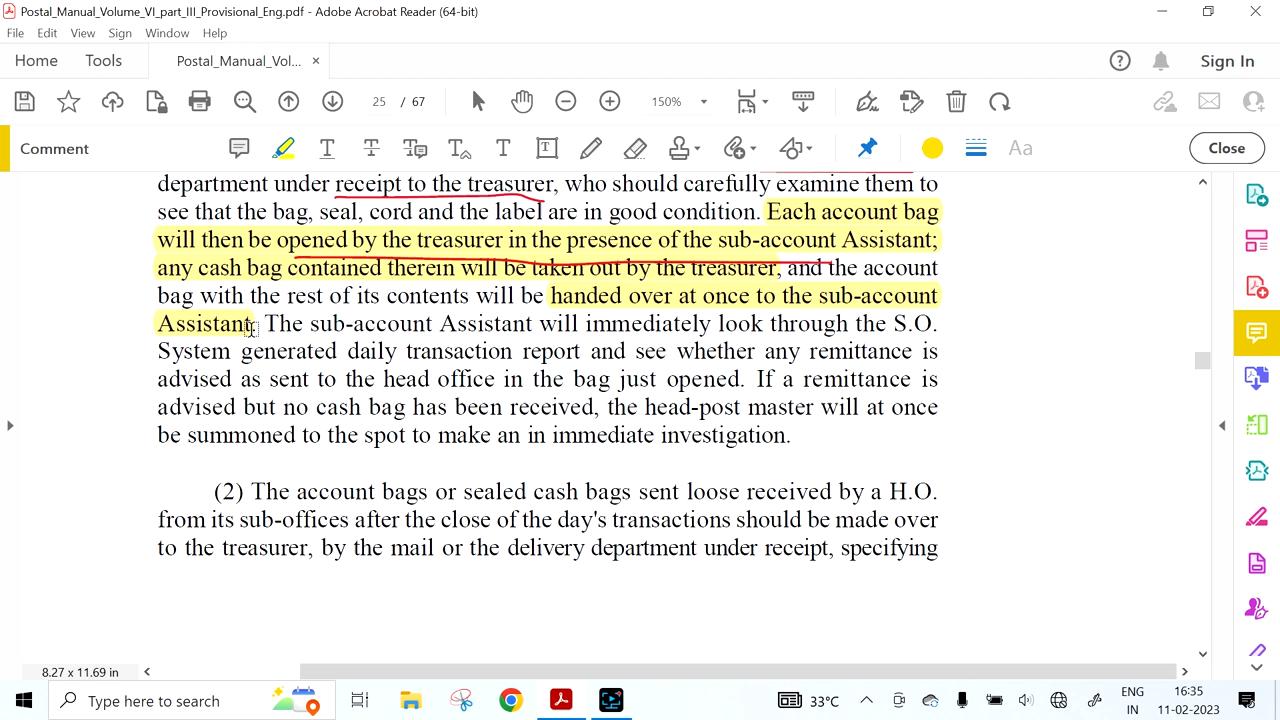 Postal_Manual_Volume_VI_part_III_Provisional_Eng.pdf - Adobe Acrobat Reader (64-bit)
File Edit View Sign Window Help
Home Tools Postal_Manual_Vol... × Sign In
25 / 67 150%
Comment Aa Close
department under receipt to the treasurer, who should carefully examine them to
see that the bag, seal, cord and the label are in good condition. Each account bag
will then be opened by the treasurer in the presence of the sub-account Assistant;
any cash bag contained therein will be taken out by the treasurer, and the account
bag with the rest of its contents will be handed over at once to the sub-account
Assistant. The sub-account Assistant will immediately look through the S.O.
System generated daily transaction report and see whether any remittance is
advised as sent to the head office in the bag just opened. If a remittance is
advised but no cash bag has been received, the head-post master will at once
be summoned to the spot to make an in immediate investigation.
(2) The account bags or sealed cash bags sent loose received by a H.O.
from its sub-offices after the close of the day's transactions should be made over
to the treasurer, by the mail or the delivery department under receipt, specifying
8.27 x 11.69 in
Type here to search 33°C ENG IN 16:35 11-02-2023